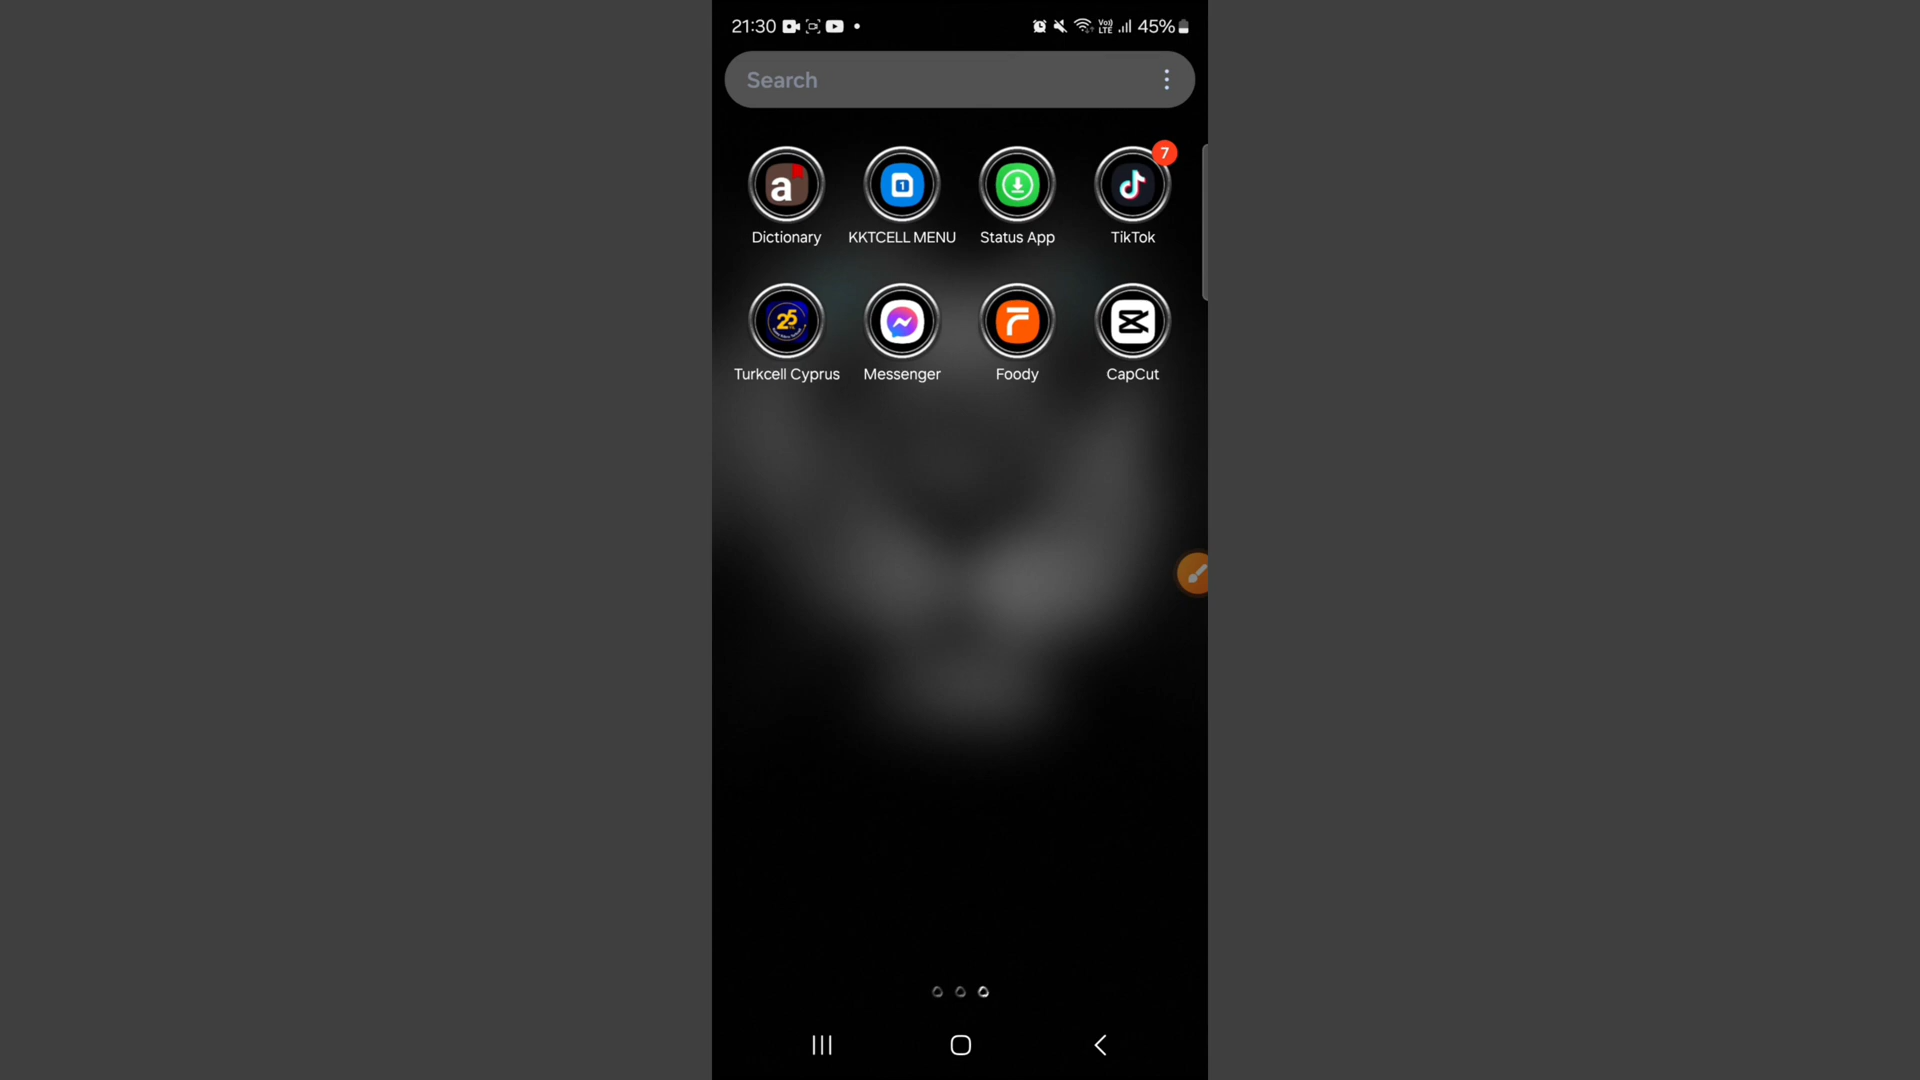 21:30 45%
Search
7
Dictionary KKTCELL MENU Status App TikTok
Turkcell Cyprus Messenger Foody CapCut